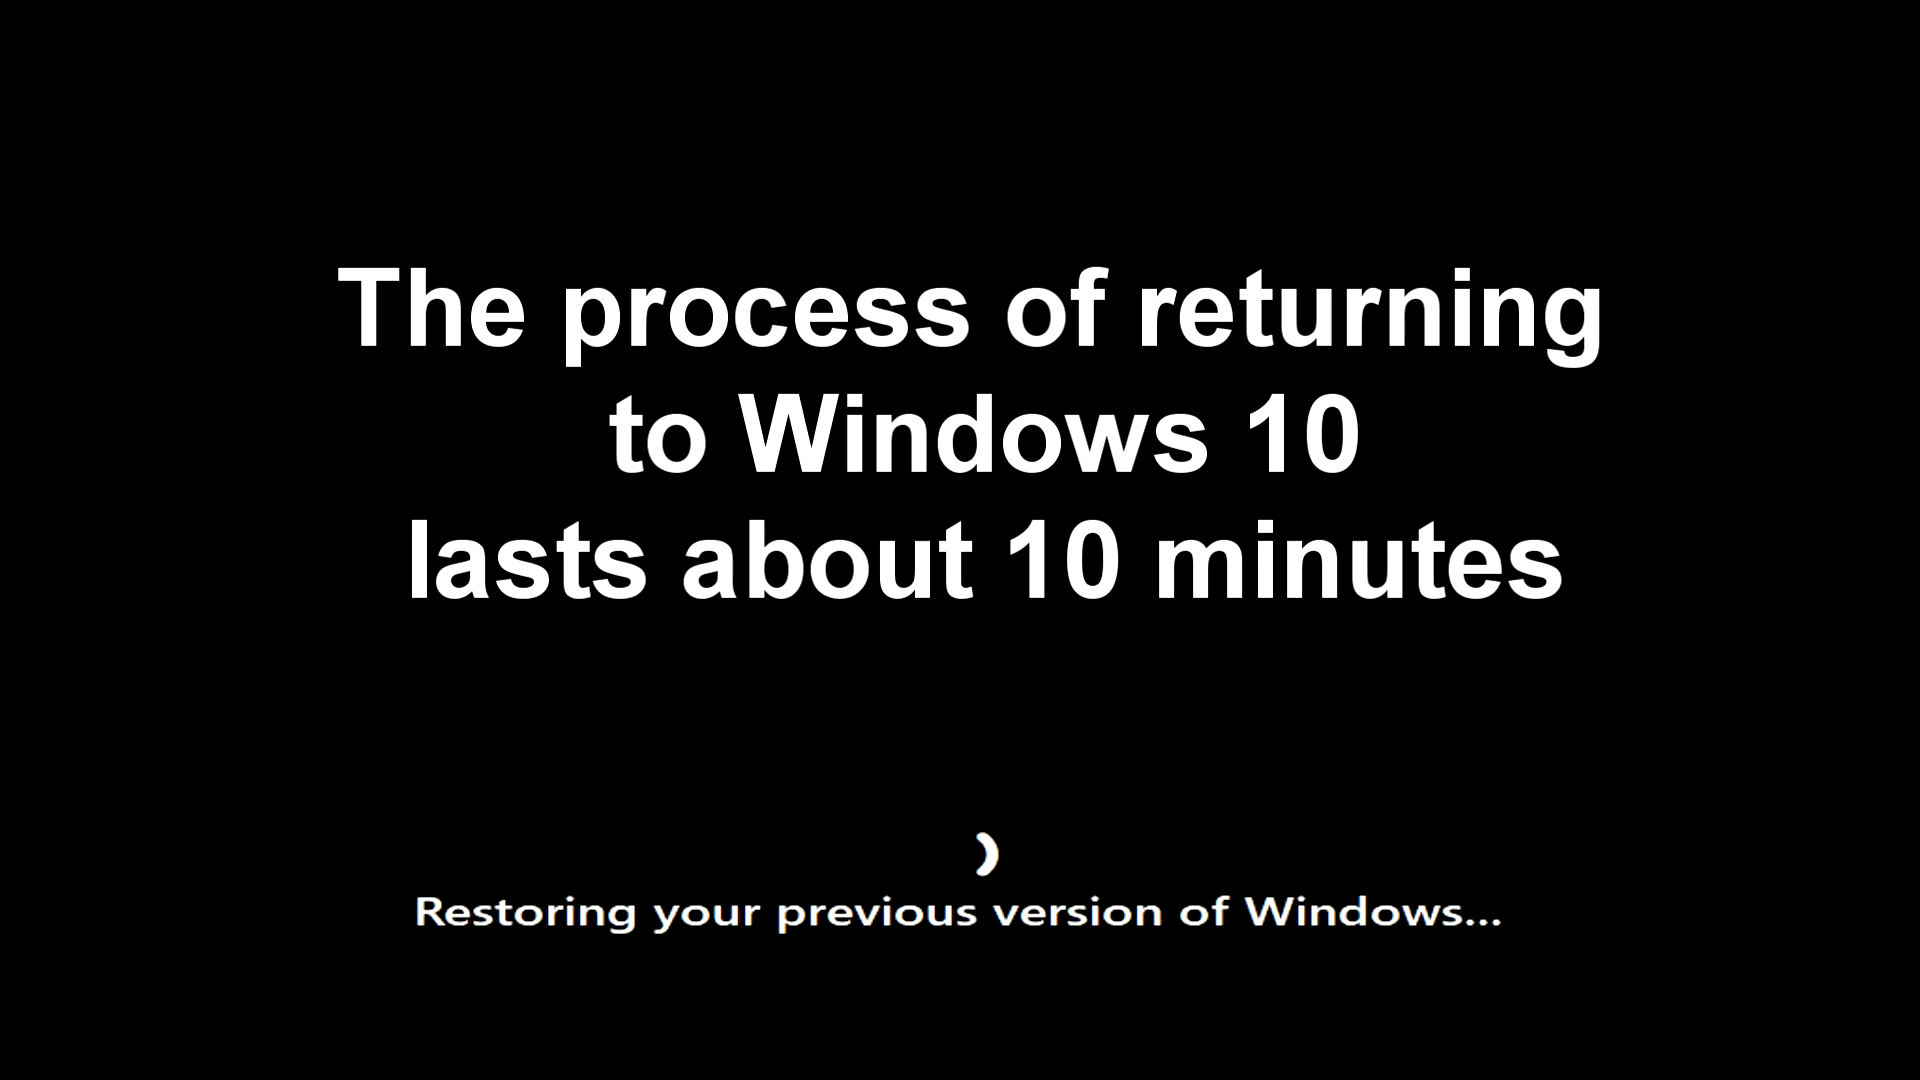 The process of returning
to Windows 10
lasts about 10 minutes
Restoring your previous version of Windows...